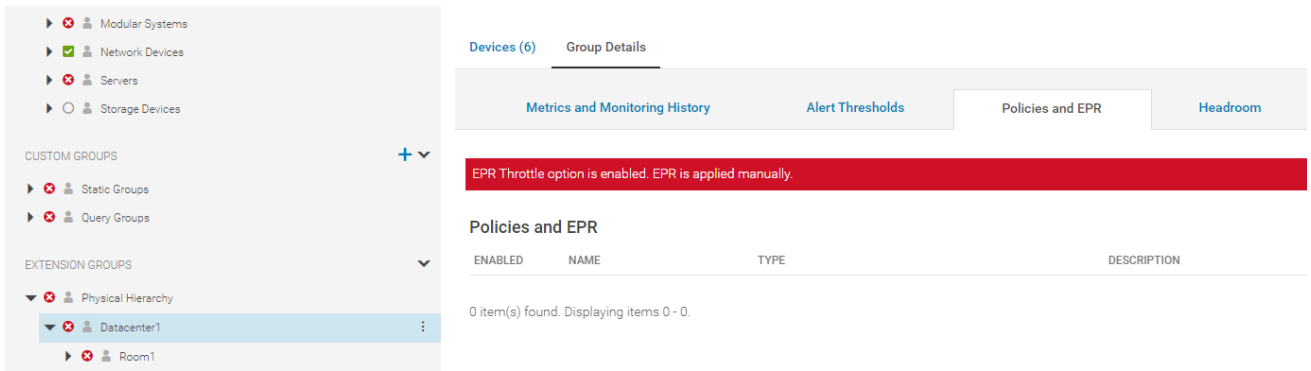 Modular Systems
Network Devices
Servers
Storage Devices
CUSTOM GROUPS
Static Groups
Query Groups
EXTENSION GROUPS
Physical Hierarchy
Datacenter1
Room1
Devices (6) Group Details
Metrics and Monitoring History Alert Thresholds Policies and EPR Headroom
EPR Throttle option is enabled. EPR is applied manually.
Policies and EPR
ENABLED NAME TYPE DESCRIPTION
0 item(s) found. Displaying items 0 - 0.